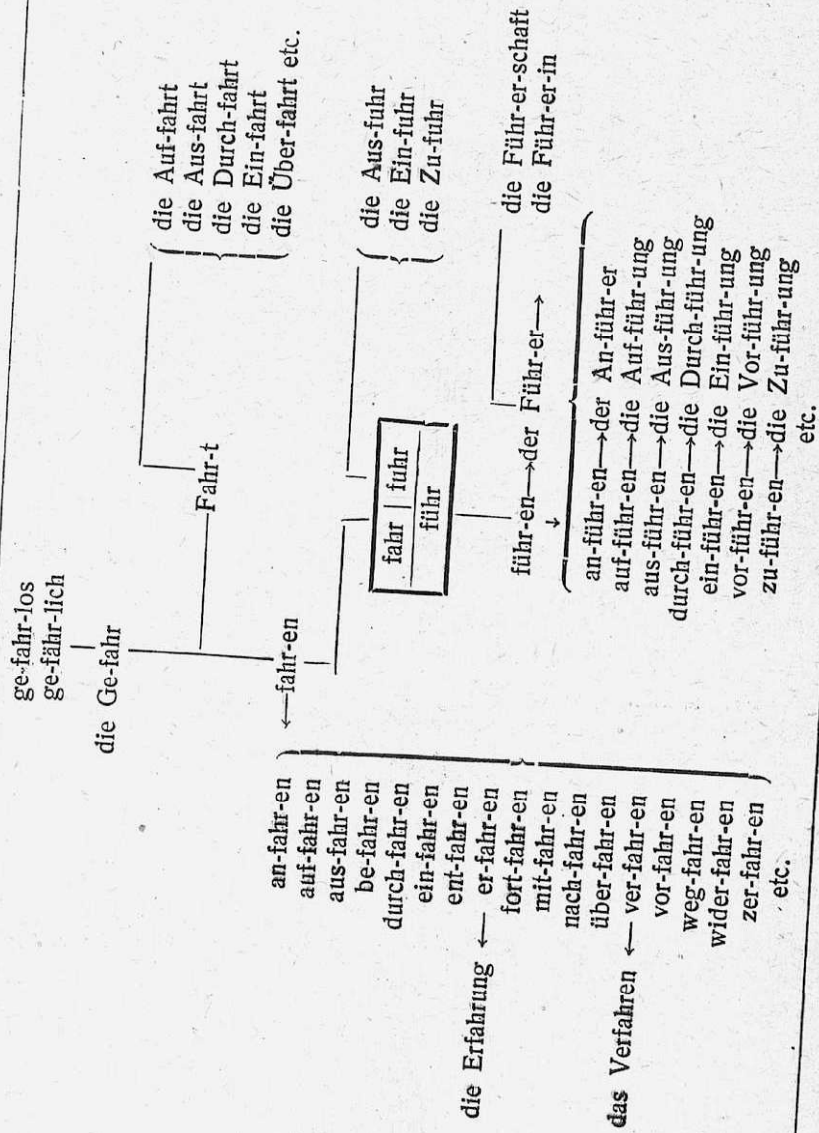 ge-fahr-los
ge-fähr-lich
die Ge-fahr
Fahr-t
die Auf-fahrt
die Aus-fahrt
die Durch-fahrt
die Ein-fahrt
die Über-fahrt etc.
←fahr-en
an-fahr-en
auf-fahr-en
aus-fahr-en
be-fahr-en
durch-fahr-en
ein-fahr-en
ent-fahr-en
die Erfahrung ← er-fahr-en
fort-fahr-en
mit-fahr-en
nach-fahr-en
über-fahr-en
das Verfahren ← ver-fahr-en
vor-fahr-en
weg-fahr-en
wider-fahr-en
zer-fahr-en
etc.
fahr | fuhr
führ
die Aus-fuhr
die Ein-fuhr
die Zu-fuhr
führ-en→der Führ-er→
↓
die Führ-er-schaft
die Führ-er-in
an-führ-en→der An-führ-er
auf-führ-en→die Auf-führ-ung
aus-führ-en→die Aus-führ-ung
durch-führ-en→die Durch-führ-ung
ein-führ-en→die Ein-führ-ung
vor-führ-en→die Vor-führ-ung
zu-führ-en→die Zu-führ-ung
etc.